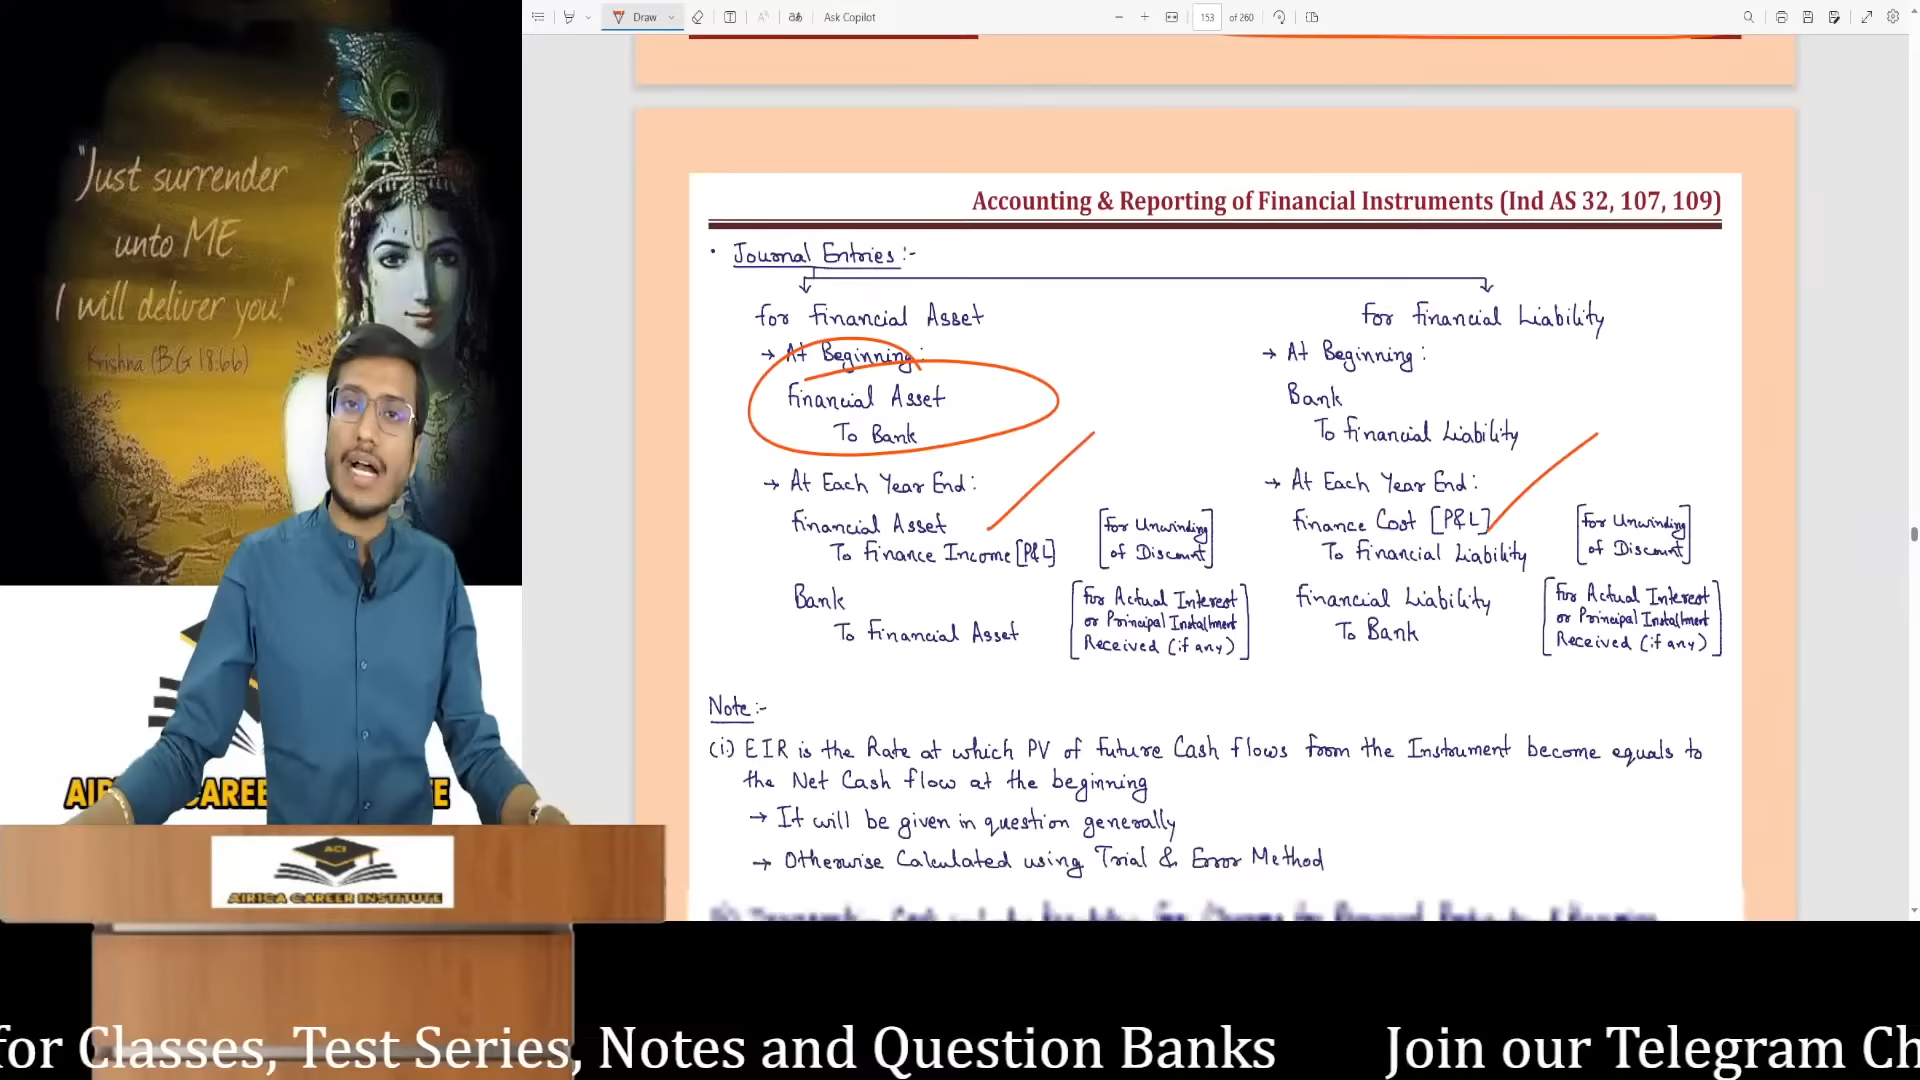 Draw
Ask Copilot
153 of 260
"Just surrender
unto ME
I will deliver you!"
Krishna (B.G 18:66)
Accounting & Reporting of Financial Instruments (Ind AS 32, 107, 109)
• Journal Entries :-
for Financial Asset
→ At Beginning:
Financial Asset
To Bank
→ At Each Year End:
Financial Asset
To Finance Income [P&L]
[for Unwinding
of Discount]
Bank
To Financial Asset
[for Actual Interest
or Principal Installment
Received (if any)]
for Financial Liability
→ At Beginning:
Bank
To Financial Liability
→ At Each Year End:
Finance Cost [P&L]
To Financial Liability
[for Unwinding
of Discount]
Financial Liability
To Bank
[for Actual Interest
or Principal Installment
Received (if any)]
Note:-
(i) EIR is the Rate at which PV of future Cash flows from the Instrument become equals to
the Net Cash flow at the beginning
→ It will be given in question generally
→ Otherwise Calculated using Trial & Error Method
ACI
AIR1CA CAREER INSTITUTE
for Classes, Test Series, Notes and Question Banks
Join our Telegram Ch